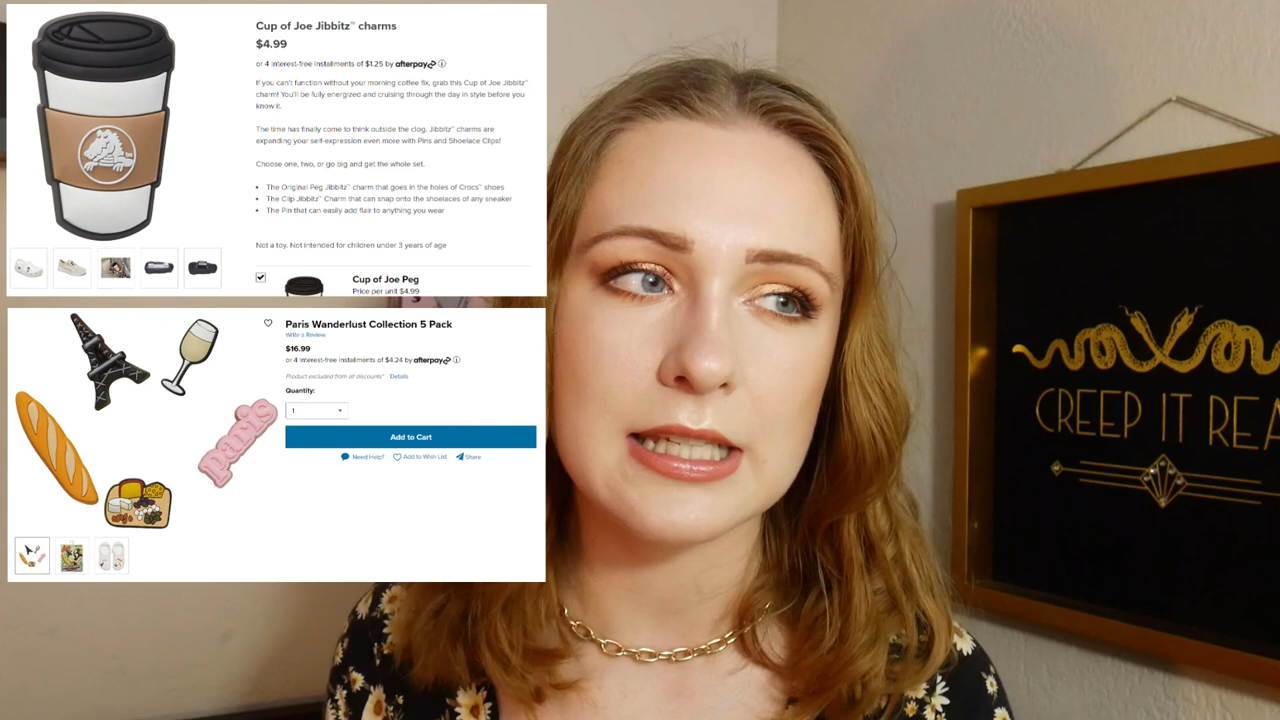 Cup of Joe Jibbitz™ charms
$4.99
or 4 interest-free installments of $1.25 by afterpay
If you can't function without your morning coffee fix, grab this Cup of Joe Jibbitz™
charm! You'll be fully energized and cruising through the day in style before you
know it.
The time has finally come to think outside the clog. Jibbitz™ charms are
expanding your self-expression even more with Pins and Shoelace Clips!
Choose one, two, or go big and get the whole set.
• The Original Peg Jibbitz™ charm that goes in the holes of Crocs™ shoes
• The Clip Jibbitz™ Charm that can snap onto the shoelaces of any sneaker
• The Pin that can easily add flair to anything you wear
Not a toy. Not intended for children under 3 years of age
Cup of Joe Peg
Price per unit $4.99
Paris Wanderlust Collection 5 Pack
Write a Review
$16.99
or 4 interest-free installments of $4.24 by afterpay
Product excluded from all discounts* Details
Quantity:
1
Add to Cart
Need Help? Add to Wish List Share
paris
CREEP IT REA